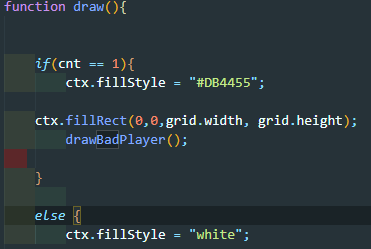 function draw(){
if(cnt == 1){
ctx.fillStyle = "#DB4455";
ctx.fillRect(0,0,grid.width, grid.height);
drawBadPlayer();
}
else {
ctx.fillStyle = "white";